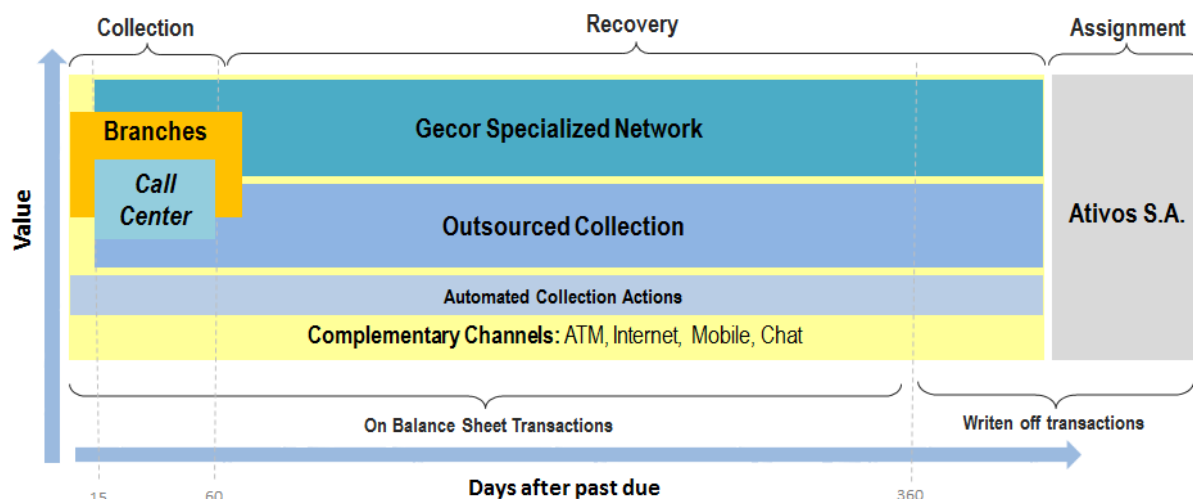 Collection
Recovery
Assignment
Value
Branches
Call
Center
Gecor Specialized Network
Outsourced Collection
Ativos S.A.
Automated Collection Actions
Complementary Channels: ATM, Internet, Mobile, Chat
On Balance Sheet Transactions
Writen off transactions
15
60
Days after past due
360